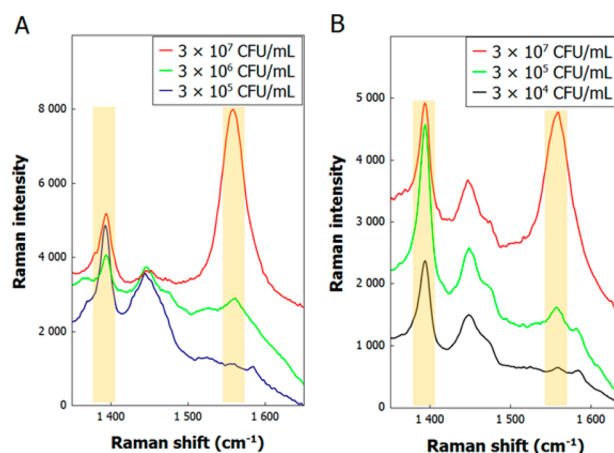 A
3 × 10⁷ CFU/mL
3 × 10⁶ CFU/mL
3 × 10⁵ CFU/mL
8 000
6 000
4 000
2 000
0
1 400
1 500
1 600
Raman intensity
Raman shift (cm⁻¹)
B
3 × 10⁷ CFU/mL
3 × 10⁵ CFU/mL
3 × 10⁴ CFU/mL
5 000
4 000
3 000
2 000
1 000
0
1 400
1 500
1 600
Raman intensity
Raman shift (cm⁻¹)